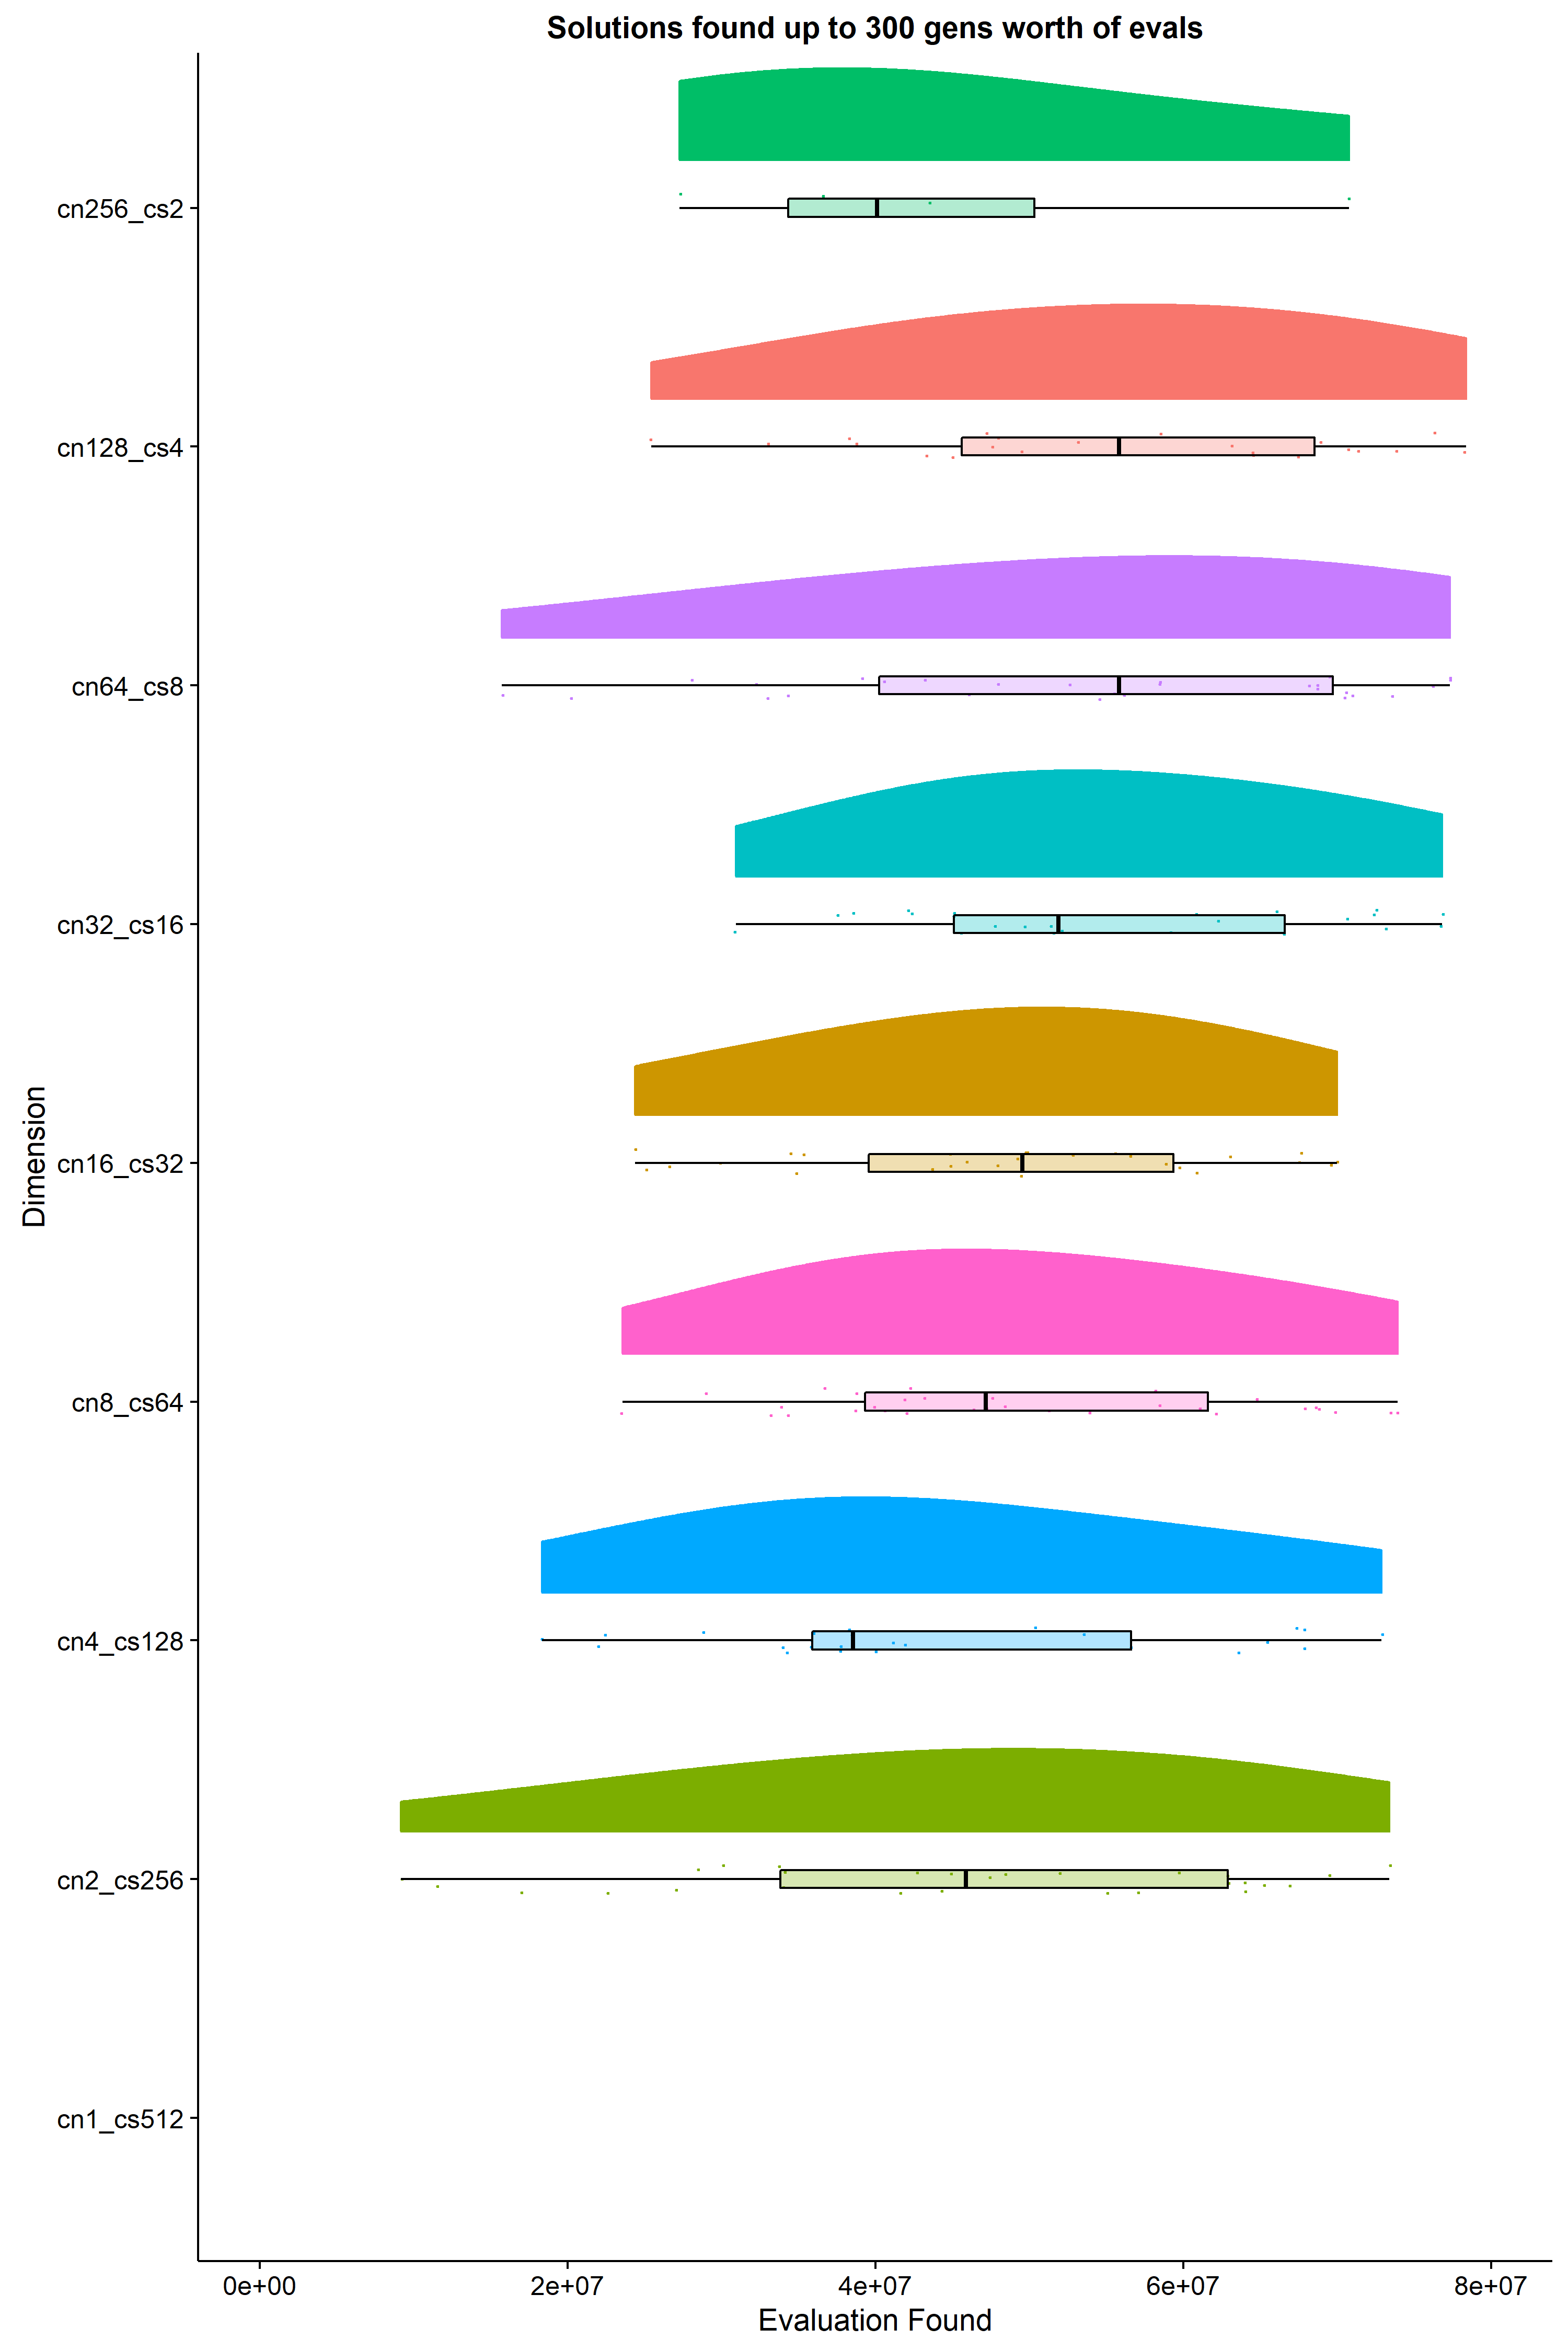 Solutions found up to 300 gens worth of evals
cn256_cs2
cn128_cs4
cn64_cs8
cn32_cs16
cn16_cs32
cn8_cs64
cn4_cs128
cn2_cs256
cn1_cs512
Dimension
0e+00 2e+07 4e+07 6e+07 8e+07
Evaluation Found